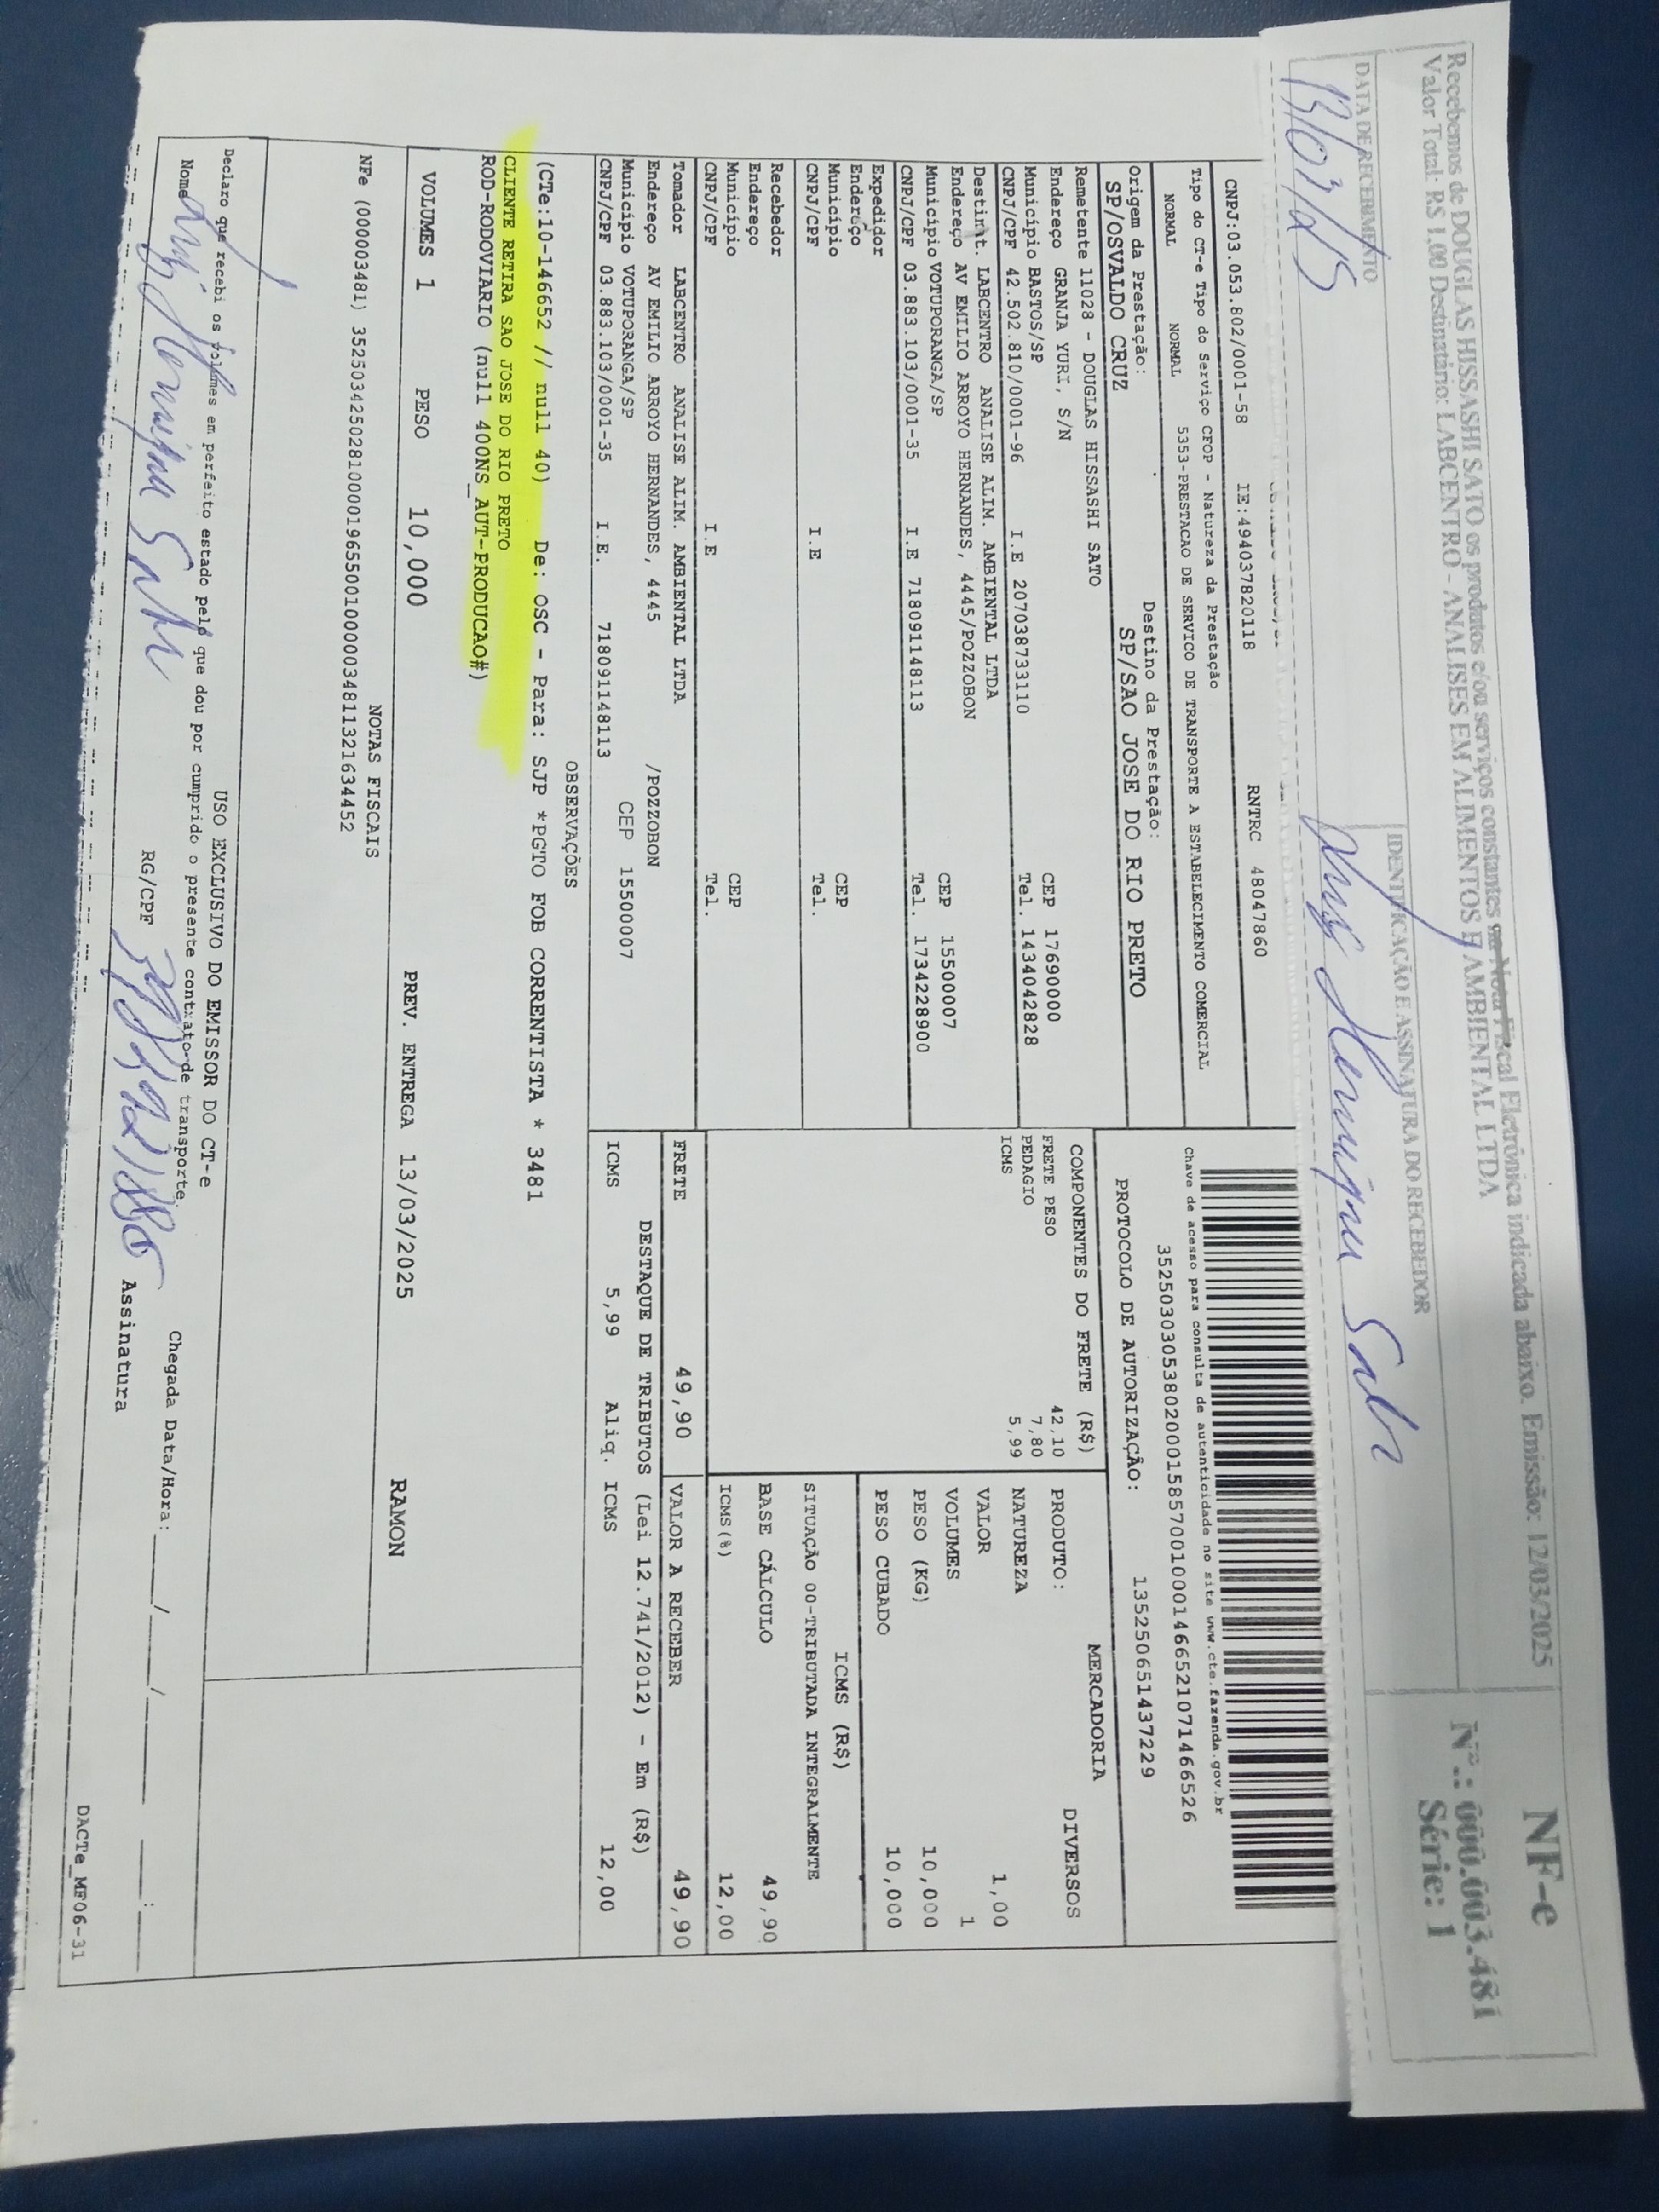 Recebemos de DOUGLAS HISSASHI SATO os produtos e/ou serviços constantes na Nota Fiscal Eletrônica indicada abaixo. Emissão: 12/03/2025
Valor Total: R$ 1,00 Destinatário: LABCENTRO - ANALISES EM ALIMENTOS E AMBIENTAL LTDA
NF-e
Nº.: 000.003.481
Série: 1
DATA DE RECEBIMENTO
IDENTIFICAÇÃO E ASSINATURA DO RECEBEDOR
13/03/25
CNPJ:03.053.802/0001-58 IE:494037820118 RNTRC 48047860
Tipo do CT-e Tipo do Serviço CFOP - Natureza da Prestação
NORMAL NORMAL 5353-PRESTACAO DE SERVICO DE TRANSPORTE A ESTABELECIMENTO COMERCIAL
Chave de acesso para consulta de autenticidade no site www.cte.fazenda.gov.br
35250303053802000158570010001466521071466526
Origem da Prestação: Destino da Prestação:
SP/OSVALDO CRUZ SP/SAO JOSE DO RIO PRETO
PROTOCOLO DE AUTORIZAÇÃO: 135250651437229
Remetente 11028 - DOUGLAS HISSASHI SATO
Endereço GRANJA YURI, S/N
Município BASTOS/SP CEP 17690000
CNPJ/CPF 42.502.810/0001-96 I.E 207038733110 Tel. 1434042828
Destinat. LABCENTRO ANALISE ALIM. AMBIENTAL LTDA
Endereço AV EMILIO ARROYO HERNANDES, 4445/POZZOBON
Município VOTUPORANGA/SP CEP 15500007
CNPJ/CPF 03.883.103/0001-35 I.E 718091148113 Tel. 1734228900
Expedidor
Endereço
Município CEP
CNPJ/CPF I.E Tel.
Recebedor
Endereço
Município CEP
CNPJ/CPF I.E Tel.
Tomador LABCENTRO ANALISE ALIM. AMBIENTAL LTDA
Endereço AV EMILIO ARROYO HERNANDES, 4445 /POZZOBON
Município VOTUPORANGA/SP CEP 15500007
CNPJ/CPF 03.883.103/0001-35 I.E. 718091148113
COMPONENTES DO FRETE (R$)
FRETE PESO 42,10
PEDAGIO 7,80
ICMS 5,99
MERCADORIA
PRODUTO: DIVERSOS
NATUREZA
VALOR 1,00
VOLUMES 1
PESO (KG) 10,000
PESO CUBADO 10,000
ICMS (R$)
SITUAÇÃO 00-TRIBUTADA INTEGRALMENTE
BASE CÁLCULO 49,90
ICMS(%) 12,00
FRETE 49,90 VALOR A RECEBER 49,90
DESTAQUE DE TRIBUTOS (Lei 12.741/2012) - Em (R$)
ICMS 5,99 Aliq. ICMS 12,00
OBSERVAÇÕES
(CTe:10-146652 // null 40) De: OSC - Para: SJP *PGTO FOB CORRENTISTA * 3481
CLIENTE RETIRA SAO JOSE DO RIO PRETO
ROD-RODOVIARIO (null 400NS_AUT-PRODUCAO#)
VOLUMES 1 PESO 10,000 PREV. ENTREGA 13/03/2025 RAMON
NOTAS FISCAIS
NFe (000003481) 35250342502810000196550010000034811321634452
USO EXCLUSIVO DO EMISSOR DO CT-e
Declaro que recebi os volumes em perfeito estado pelo que dou por cumprido o presente contrato de transporte
Chegada Data/Hora:___/___/______ ___:___
Nome RG/CPF Assinatura
DACTe_MF06-31